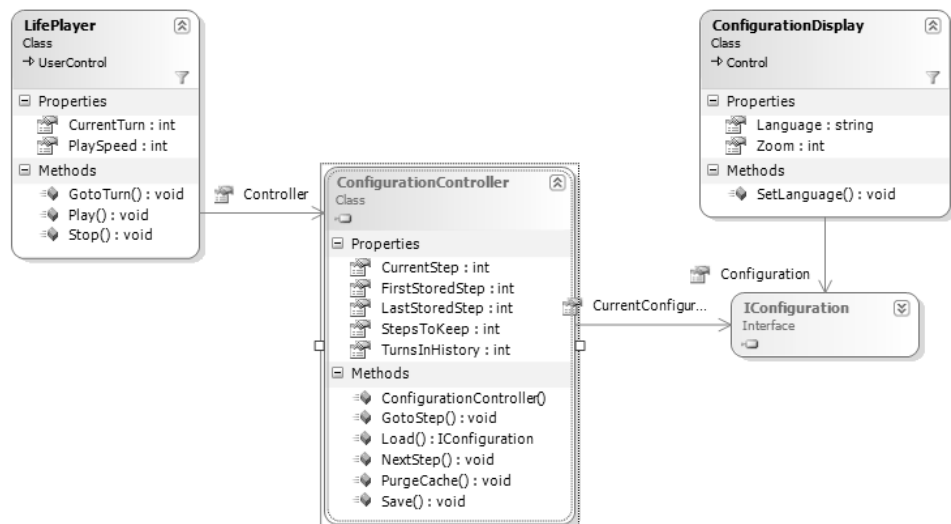 LifePlayer
Class
UserControl
Properties
CurrentTurn : int
PlaySpeed : int
Methods
GotoTurn() : void
Play() : void
Stop() : void
Controller
ConfigurationController
Class
Properties
CurrentStep : int
FirstStoredStep : int
LastStoredStep : int
StepsToKeep : int
TurnsInHistory : int
Methods
ConfigurationController()
GotoStep() : void
Load() : IConfiguration
NextStep() : void
PurgeCache() : void
Save() : void
CurrentConfigur...
ConfigurationDisplay
Class
Control
Properties
Language : string
Zoom : int
Methods
SetLanguage() : void
Configuration
IConfiguration
Interface